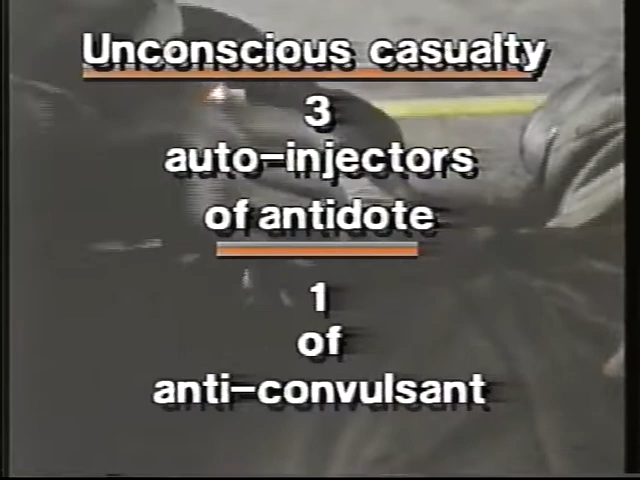 Unconscious casualty
3
auto-injectors
of antidote
1
of
anti-convulsant